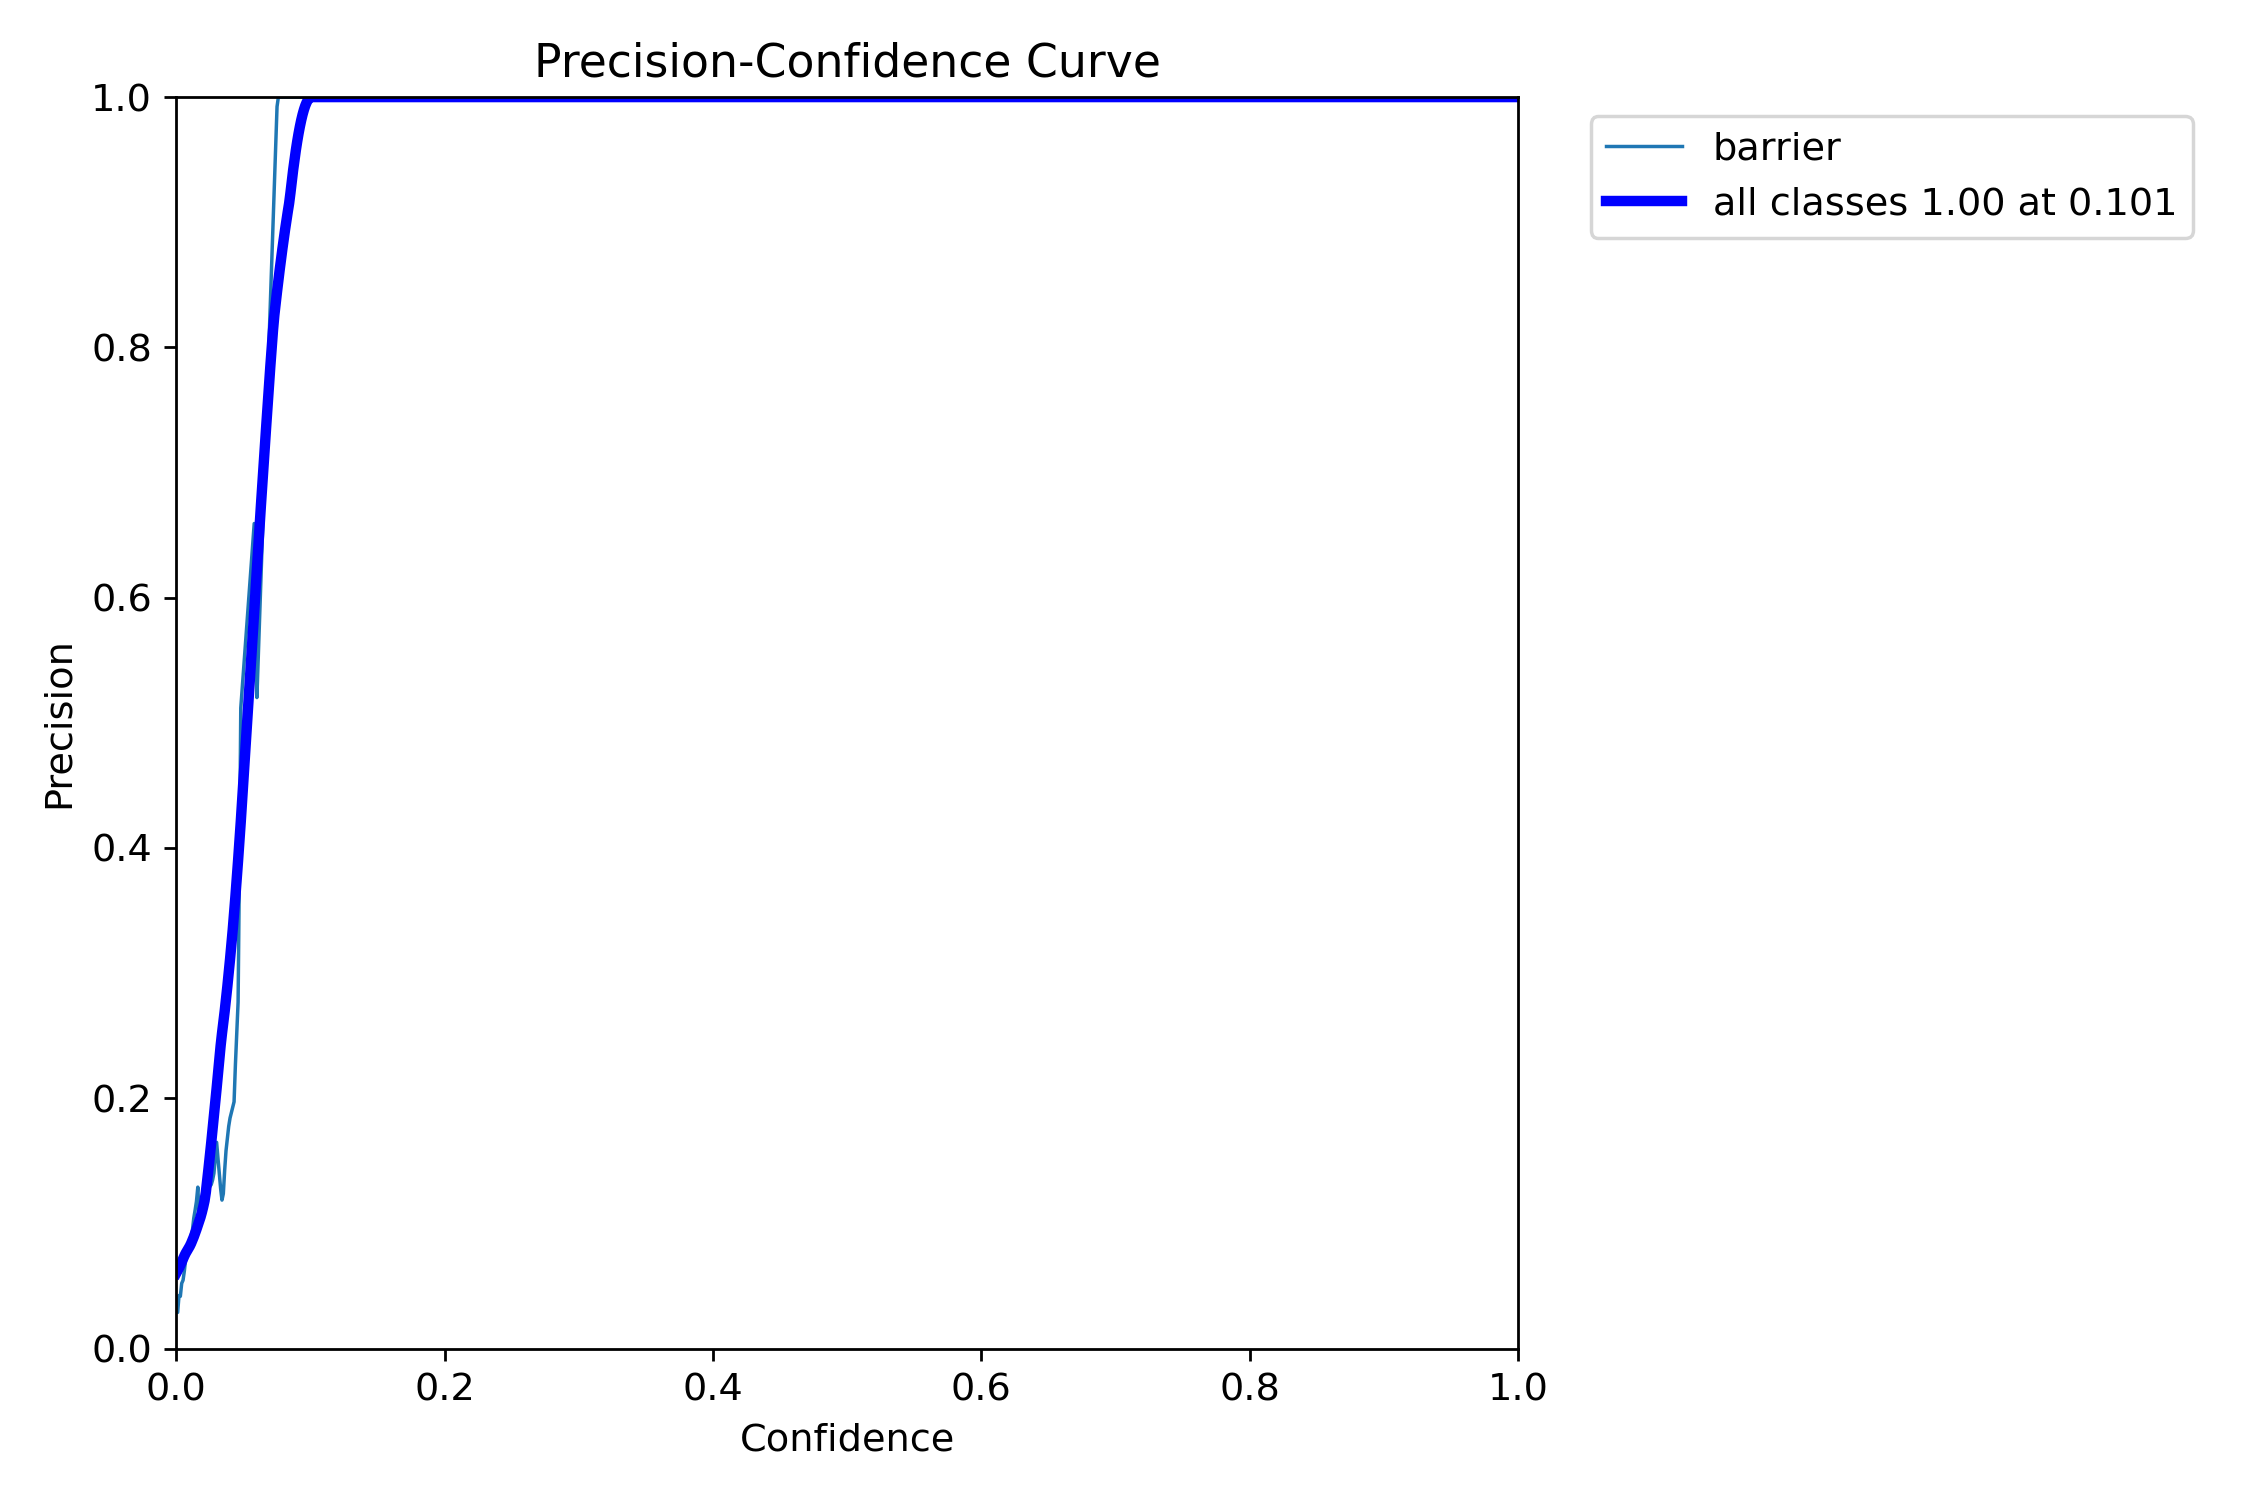 Precision-Confidence Curve
1.0
0.8
0.6
0.4
0.2
0.0
Precision
0.0 0.2 0.4 0.6 0.8 1.0
Confidence
barrier
all classes 1.00 at 0.101